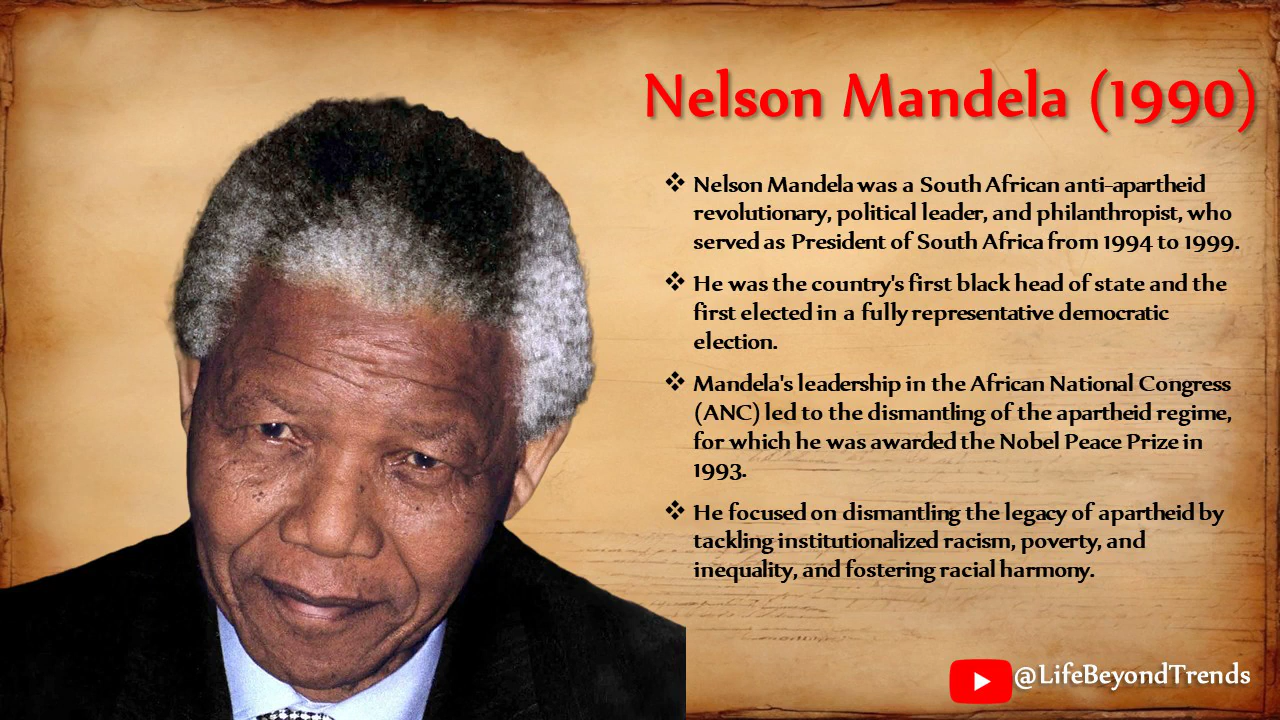 Nelson Mandela (1990)
❖ Nelson Mandela was a South African anti-apartheid
revolutionary, political leader, and philanthropist, who
served as President of South Africa from 1994 to 1999.
❖ He was the country's first black head of state and the
first elected in a fully representative democratic
election.
❖ Mandela's leadership in the African National Congress
(ANC) led to the dismantling of the apartheid regime,
for which he was awarded the Nobel Peace Prize in
1993.
❖ He focused on dismantling the legacy of apartheid by
tackling institutionalized racism, poverty, and
inequality, and fostering racial harmony.
@LifeBeyondTrends